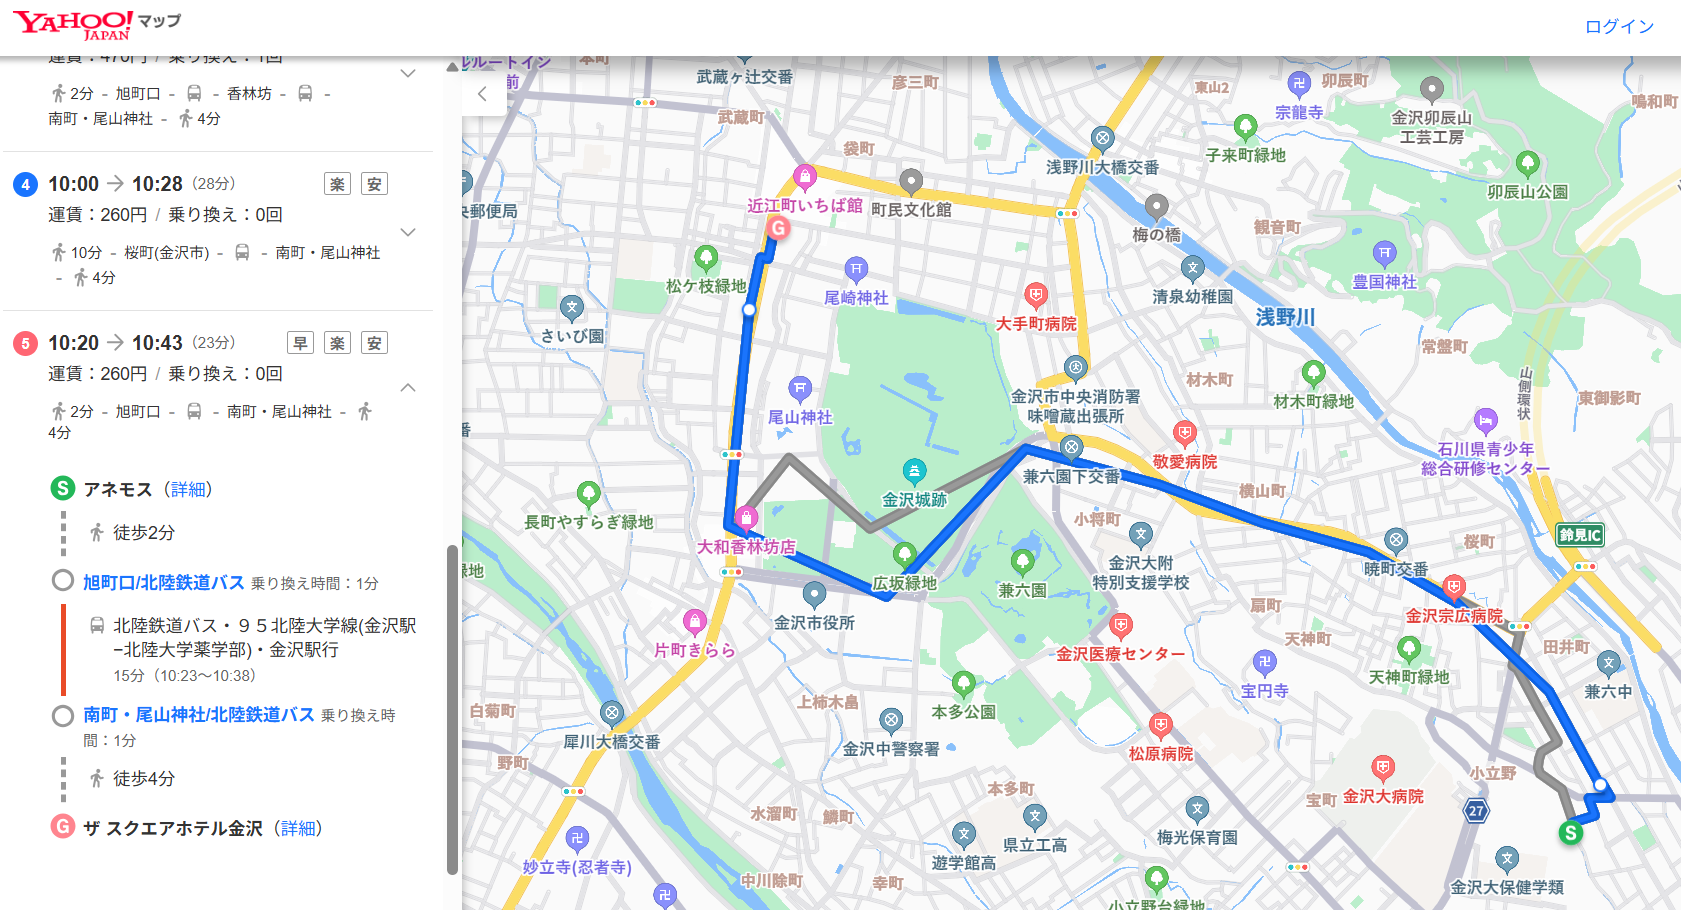 YAHOO! JAPAN マップ
ログイン
運賃：470円 / 乗り換え：1回
2分 - 旭町口 - - 香林坊 - -
南町・尾山神社 - 4分
4 10:00 → 10:28（28分） 楽 安
運賃：260円 / 乗り換え：0回
10分 - 桜町(金沢市) - - 南町・尾山神社
- 4分
5 10:20 → 10:43（23分） 早 楽 安
運賃：260円 / 乗り換え：0回
2分 - 旭町口 - - 南町・尾山神社 -
4分
S アネモス（詳細）
徒歩2分
旭町口/北陸鉄道バス 乗り換え時間：1分
北陸鉄道バス・９５北陸大学線(金沢駅
−北陸大学薬学部)・金沢駅行
15分（10:23〜10:38）
南町・尾山神社/北陸鉄道バス 乗り換え時
間：1分
徒歩4分
G ザ スクエアホテル金沢（詳細）
ルルートイン
前
本町
武蔵ヶ辻交番
彦三町
東山2
卯辰町
宗龍寺
金沢卯辰山
工芸工房
鳴和町
武蔵町
袋町
浅野川大橋交番
子来町緑地
卯辰山公園
央郵便局
近江町いちば館
町民文化館
G
梅の橋
観音町
松ケ枝緑地
尾崎神社
清泉幼稚園
豊国神社
さいび園
大手町病院
浅野川
常盤町
尾山神社
金沢市中央消防署
味噌蔵出張所
材木町
材木町緑地
山側環状
東御影町
番
敬愛病院
石川県青少年
総合研修センター
兼六園下交番
金沢城跡
横山町
長町やすらぎ緑地
小将町
大和香林坊店
鈴見IC
桜町
緑地
広坂緑地
兼六園
金沢大附
特別支援学校
暁町交番
金沢市役所
扇町
金沢宗広病院
片町きらら
金沢医療センター
天神町
田井町
天神町緑地
宝円寺
兼六中
白菊町
上柿木畠
本多公園
犀川大橋交番
金沢中警察署
松原病院
野町
小立野
本多町
宝町
金沢大病院
水溜町
鱗町
27
県立工高
梅光保育園
S
妙立寺(忍者寺)
遊学館高
中川除町
幸町
金沢大保健学類
小立野台緑地